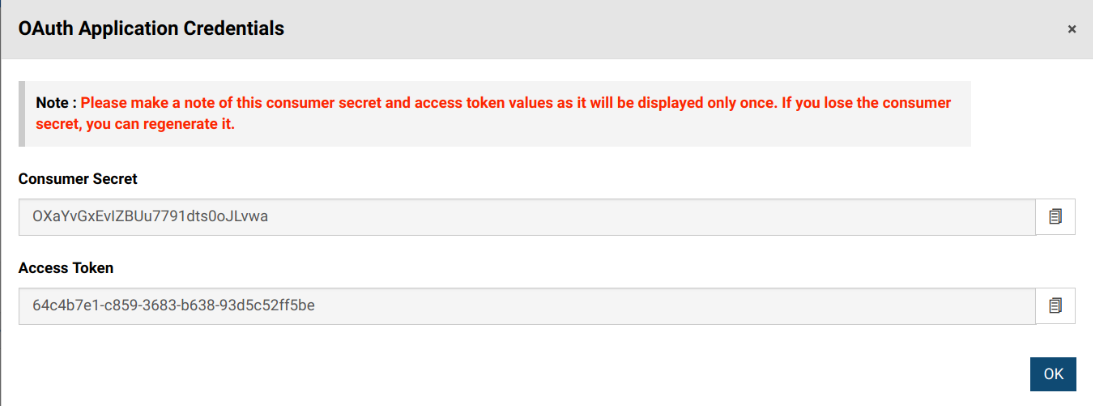 OAuth Application Credentials
×
Note : Please make a note of this consumer secret and access token values as it will be displayed only once. If you lose the consumer
secret, you can regenerate it.
Consumer Secret
OXaYvGxEvIZBUu7791dts0oJLvwa
Access Token
64c4b7e1-c859-3683-b638-93d5c52ff5be
OK